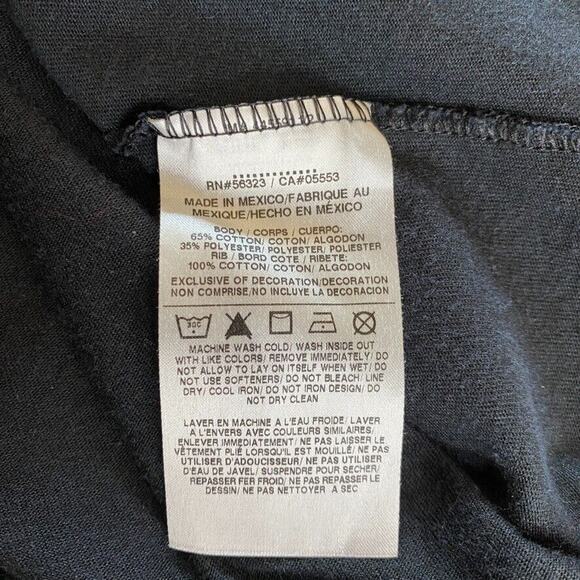 RN#56323 / CA#05553
MADE IN MEXICO/FABRIQUE AU
MEXIQUE/HECHO EN MÉXICO
BODY / CORPS / CUERPO:
65% COTTON/ COTON/ ALGODON
35% POLYESTER/ POLYESTER/ POLIESTER
RIB / BORD COTE / RIBETE:
100% COTTON/ COTON/ ALGODON
EXCLUSIVE OF DECORATION/DECORATION
NON COMPRISE/NO INCLUYE LA DECORACION
30C
MACHINE WASH COLD/ WASH INSIDE OUT
WITH LIKE COLORS/ REMOVE IMMEDIATELY/ DO
NOT ALLOW TO LAY ON ITSELF WHEN WET/ DO
NOT USE SOFTENERS/ DO NOT BLEACH/ LINE
DRY/ COOL IRON/ DO NOT IRON DESIGN/ DO
NOT DRY CLEAN
LAVER EN MACHINE A L'EAU FROIDE/ LAVER
A L'ENVERS AVEC COULEURS SIMILAIRES/
ENLEVER IMMEDIATEMENT/ NE PAS LAISSER LE
VÊTEMENT PLIÉ LORSQU'IL EST MOUILLÉ/ NE PAS
UTILISER D'ADOUCISEUR/ NE PAS UTILISER
D'EAU DE JAVEL/ SUSPENDRE POUR SECHER/
REPASSER FER FROID/ NE PAS REPASSER LE
DESSIN/ NE PAS NETTOYER A SEC